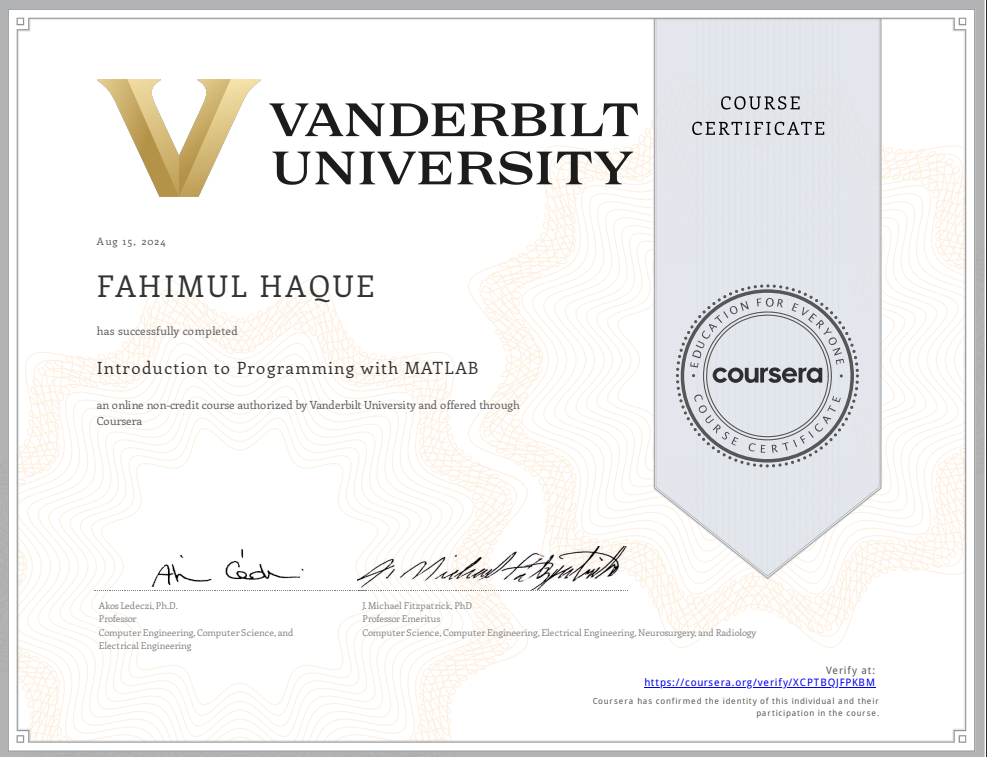 VANDERBILT
UNIVERSITY
COURSE
CERTIFICATE
Aug 15, 2024
FAHIMUL HAQUE
has successfully completed
Introduction to Programming with MATLAB
an online non-credit course authorized by Vanderbilt University and offered through
Coursera
EDUCATION FOR EVERYONE
coursera
COURSE CERTIFICATE
Akos Ledeczi, Ph.D.
Professor
Computer Engineering, Computer Science, and
Electrical Engineering
J. Michael Fitzpatrick
J. Michael Fitzpatrick, PhD
Professor Emeritus
Computer Science, Computer Engineering, Electrical Engineering, Neurosurgery, and Radiology
Verify at:
https://coursera.org/verify/XCPTBQJFPKBM
Coursera has confirmed the identity of this individual and their
participation in the course.